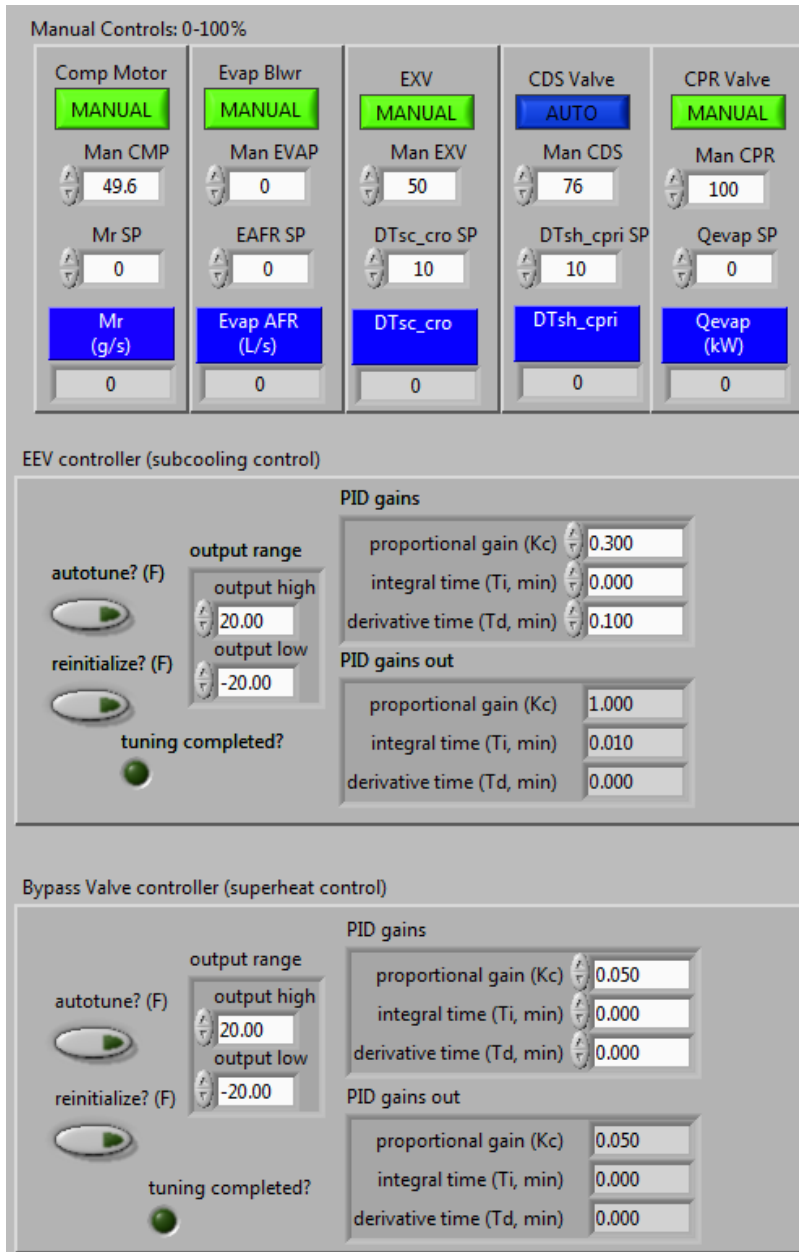 Manual Controls: 0-100%
Comp Motor Evap Blwr EXV CDS Valve CPR Valve
MANUAL MANUAL MANUAL AUTO MANUAL
Man CMP Man EVAP Man EXV Man CDS Man CPR
49.6 0 50 76 100
Mr SP EAFR SP DTsc_cro SP DTsh_cpri SP Qevap SP
0 0 10 10 0
Mr Evap AFR DTsc_cro DTsh_cpri Qevap
(g/s) (L/s) (kW)
0 0 0 0 0
EEV controller (subcooling control)
PID gains
proportional gain (Kc) 0.300
integral time (Ti, min) 0.000
derivative time (Td, min) 0.100
output range
output high
20.00
output low
-20.00
autotune? (F)
reinitialize? (F)
tuning completed?
PID gains out
proportional gain (Kc) 1.000
integral time (Ti, min) 0.010
derivative time (Td, min) 0.000
Bypass Valve controller (superheat control)
PID gains
proportional gain (Kc) 0.050
integral time (Ti, min) 0.000
derivative time (Td, min) 0.000
output range
output high
20.00
output low
-20.00
autotune? (F)
reinitialize? (F)
tuning completed?
PID gains out
proportional gain (Kc) 0.050
integral time (Ti, min) 0.000
derivative time (Td, min) 0.000